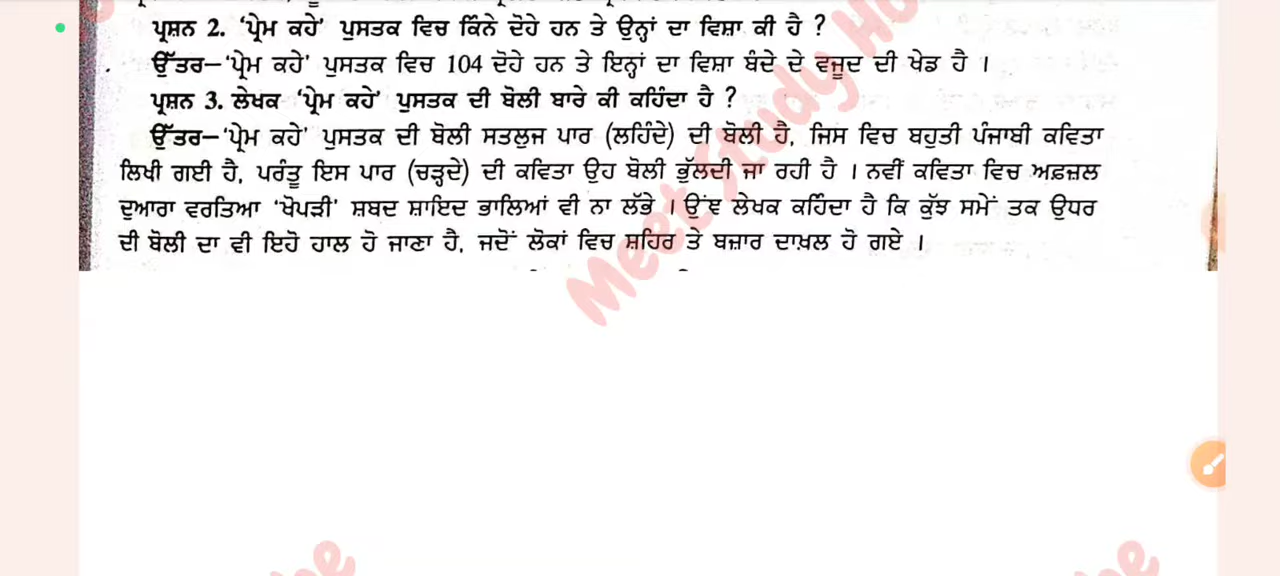 ਪ੍ਰਸ਼ਨ 2. 'ਪ੍ਰੇਮ ਕਹੇ' ਪੁਸਤਕ ਵਿਚ ਕਿੰਨੇ ਦੋਹੇ ਹਨ ਤੇ ਉਨ੍ਹਾਂ ਦਾ ਵਿਸ਼ਾ ਕੀ ਹੈ ?
ਉੱਤਰ—'ਪ੍ਰੇਮ ਕਹੇ' ਪੁਸਤਕ ਵਿਚ 104 ਦੋਹੇ ਹਨ ਤੇ ਇਨ੍ਹਾਂ ਦਾ ਵਿਸ਼ਾ ਬੰਦੇ ਦੇ ਵਜੂਦ ਦੀ ਖੇਡ ਹੈ ।
ਪ੍ਰਸ਼ਨ 3. ਲੇਖਕ 'ਪ੍ਰੇਮ ਕਹੇ' ਪੁਸਤਕ ਦੀ ਬੋਲੀ ਬਾਰੇ ਕੀ ਕਹਿੰਦਾ ਹੈ ?
ਉੱਤਰ—'ਪ੍ਰੇਮ ਕਹੇ' ਪੁਸਤਕ ਦੀ ਬੋਲੀ ਸਤਲੁਜ ਪਾਰ (ਲਹਿੰਦੇ) ਦੀ ਬੋਲੀ ਹੈ, ਜਿਸ ਵਿਚ ਬਹੁਤੀ ਪੰਜਾਬੀ ਕਵਿਤਾ
ਲਿਖੀ ਗਈ ਹੈ, ਪਰੰਤੂ ਇਸ ਪਾਰ (ਚੜ੍ਹਦੇ) ਦੀ ਕਵਿਤਾ ਉਹ ਬੋਲੀ ਭੁੱਲਦੀ ਜਾ ਰਹੀ ਹੈ । ਨਵੀਂ ਕਵਿਤਾ ਵਿਚ ਅਫ਼ਜ਼ਲ
ਦੁਆਰਾ ਵਰਤਿਆ 'ਖੋਪੜੀ' ਸ਼ਬਦ ਸ਼ਾਇਦ ਭਾਲਿਆਂ ਵੀ ਨਾ ਲੱਭੇ । ਉਂਞ ਲੇਖਕ ਕਹਿੰਦਾ ਹੈ ਕਿ ਕੁੱਝ ਸਮੇਂ ਤਕ ਉਧਰ
ਦੀ ਬੋਲੀ ਦਾ ਵੀ ਇਹੋ ਹਾਲ ਹੋ ਜਾਣਾ ਹੈ, ਜਦੋਂ ਲੋਕਾਂ ਵਿਚ ਸ਼ਹਿਰ ਤੇ ਬਜ਼ਾਰ ਦਾਖ਼ਲ ਹੋ ਗਏ ।
Meet Study